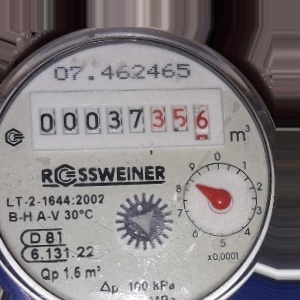 07.462465
00037356
m³
ROSSWEINER
LT-2-1644:2002
B-H A-V 30°C
D 81
6.131.22
Qp 1,5 m³
Δp 100 kPa
MPa
9 0 1
8 2
7 3
6 5 4
x0,0001